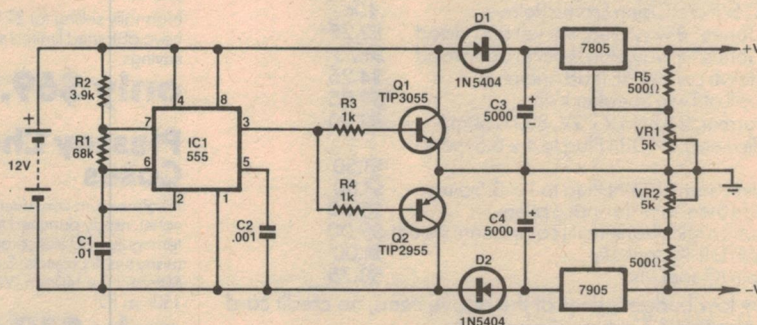 D1
1N5404
7805
+V
R5
500Ω
R2
3.9k
4
8
Q1
TIP3055
C3
5000
+
-
VR1
5k
+
12V
-
R1
68k
7
6
IC1
555
3
5
2
1
R3
1k
R4
1k
VR2
5k
C1
.01
C2
.001
Q2
TIP2955
C4
5000
-
500Ω
D2
1N5404
7905
-V